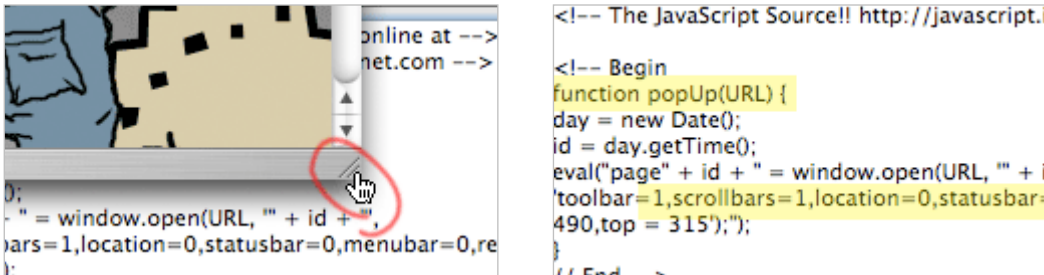 online at -->
net.com -->
();
" = window.open(URL, '" + id + "',
bars=1,location=0,statusbar=0,menubar=0,re
);
<!-- The JavaScript Source!! http://javascript.i
<!-- Begin
function popUp(URL) {
day = new Date();
id = day.getTime();
eval("page" + id + " = window.open(URL, '" + i
'toolbar=1,scrollbars=1,location=0,statusbar=
490,top = 315');");
}
// End -->